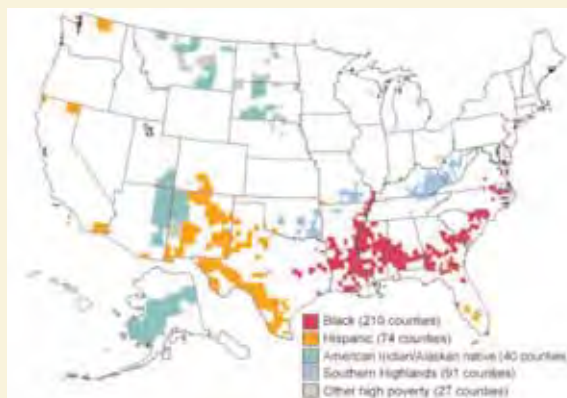 Black (210 counties)
Hispanic (74 counties)
American Indian/Alaskan native (40 counties)
Southern Highlands (91 counties)
Other high poverty (27 counties)